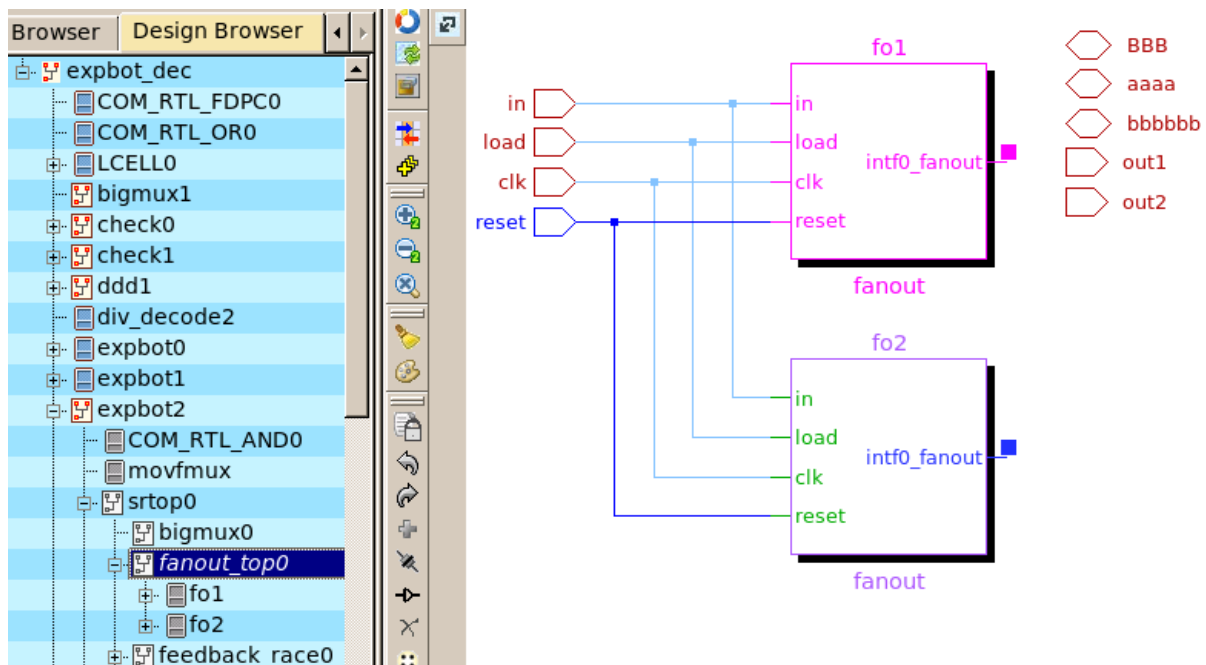 Browser
Design Browser
expbot_dec
COM_RTL_FDPC0
COM_RTL_OR0
LCELL0
bigmux1
check0
check1
ddd1
div_decode2
expbot0
expbot1
expbot2
COM_RTL_AND0
movfmux
srtop0
bigmux0
fanout_top0
fo1
fo2
feedback_race0
2
2
fo1
in
load
clk
reset
in
load
clk
reset
intf0_fanout
fanout
fo2
in
load
clk
reset
intf0_fanout
fanout
BBB
aaaa
bbbbbb
out1
out2